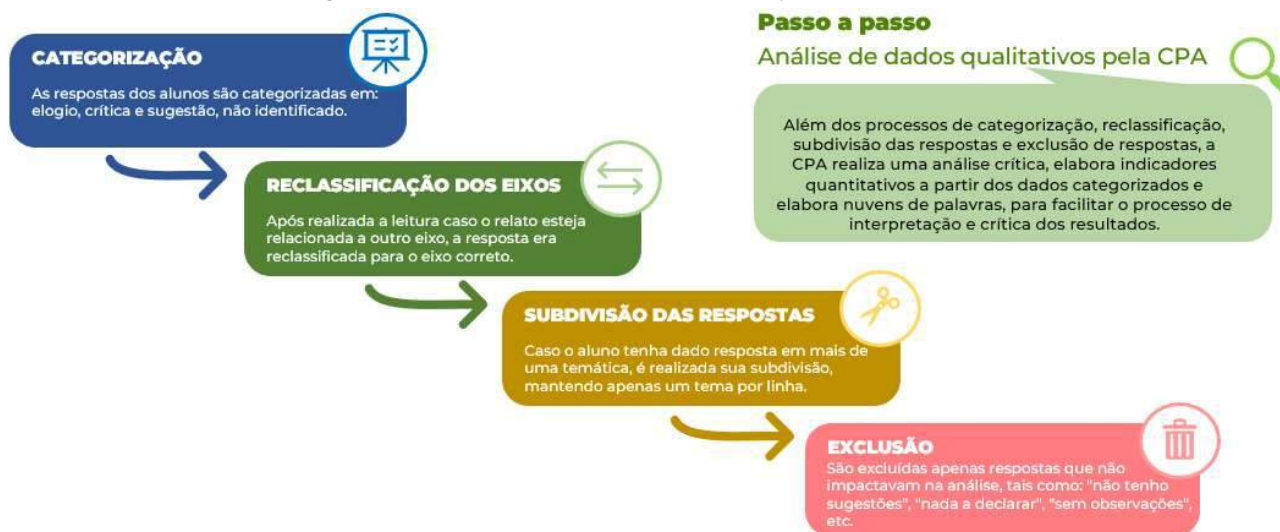 Passo a passo
Análise de dados qualitativos pela CPA
CATEGORIZAÇÃO
As respostas dos alunos são categorizadas em:
elogio, crítica e sugestão, não identificado.
Além dos processos de categorização, reclassificação,
subdivisão das respostas e exclusão de respostas, a
CPA realiza uma análise crítica, elabora indicadores
quantitativos a partir dos dados categorizados e
elabora nuvens de palavras, para facilitar o processo de
interpretação e crítica dos resultados.
RECLASSIFICAÇÃO DOS EIXOS
Após realizada a leitura caso o relato esteja
relacionada a outro eixo, a resposta era
reclassificada para o eixo correto.
SUBDIVISÃO DAS RESPOSTAS
Caso o aluno tenha dado resposta em mais de
uma temática, é realizada sua subdivisão,
mantendo apenas um tema por linha.
EXCLUSÃO
São excluídas apenas respostas que não
impactavam na análise, tais como: "não tenho
sugestões", "nada a declarar", "sem observações",
etc.